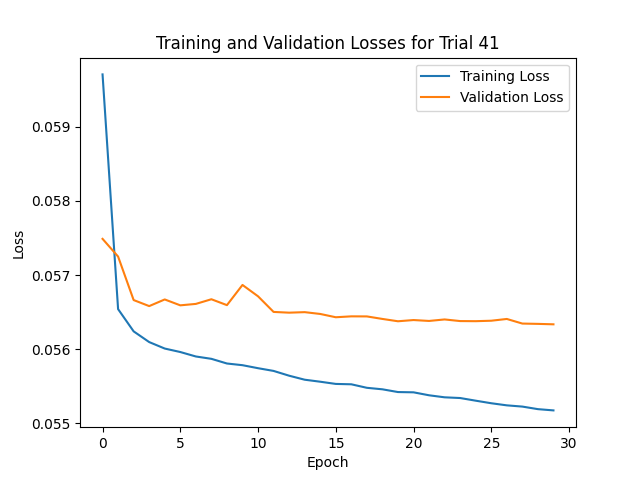 Training and Validation Losses for Trial 41
Training Loss
Validation Loss
0.059
0.058
0.057
0.056
0.055
Loss
0 5 10 15 20 25 30
Epoch